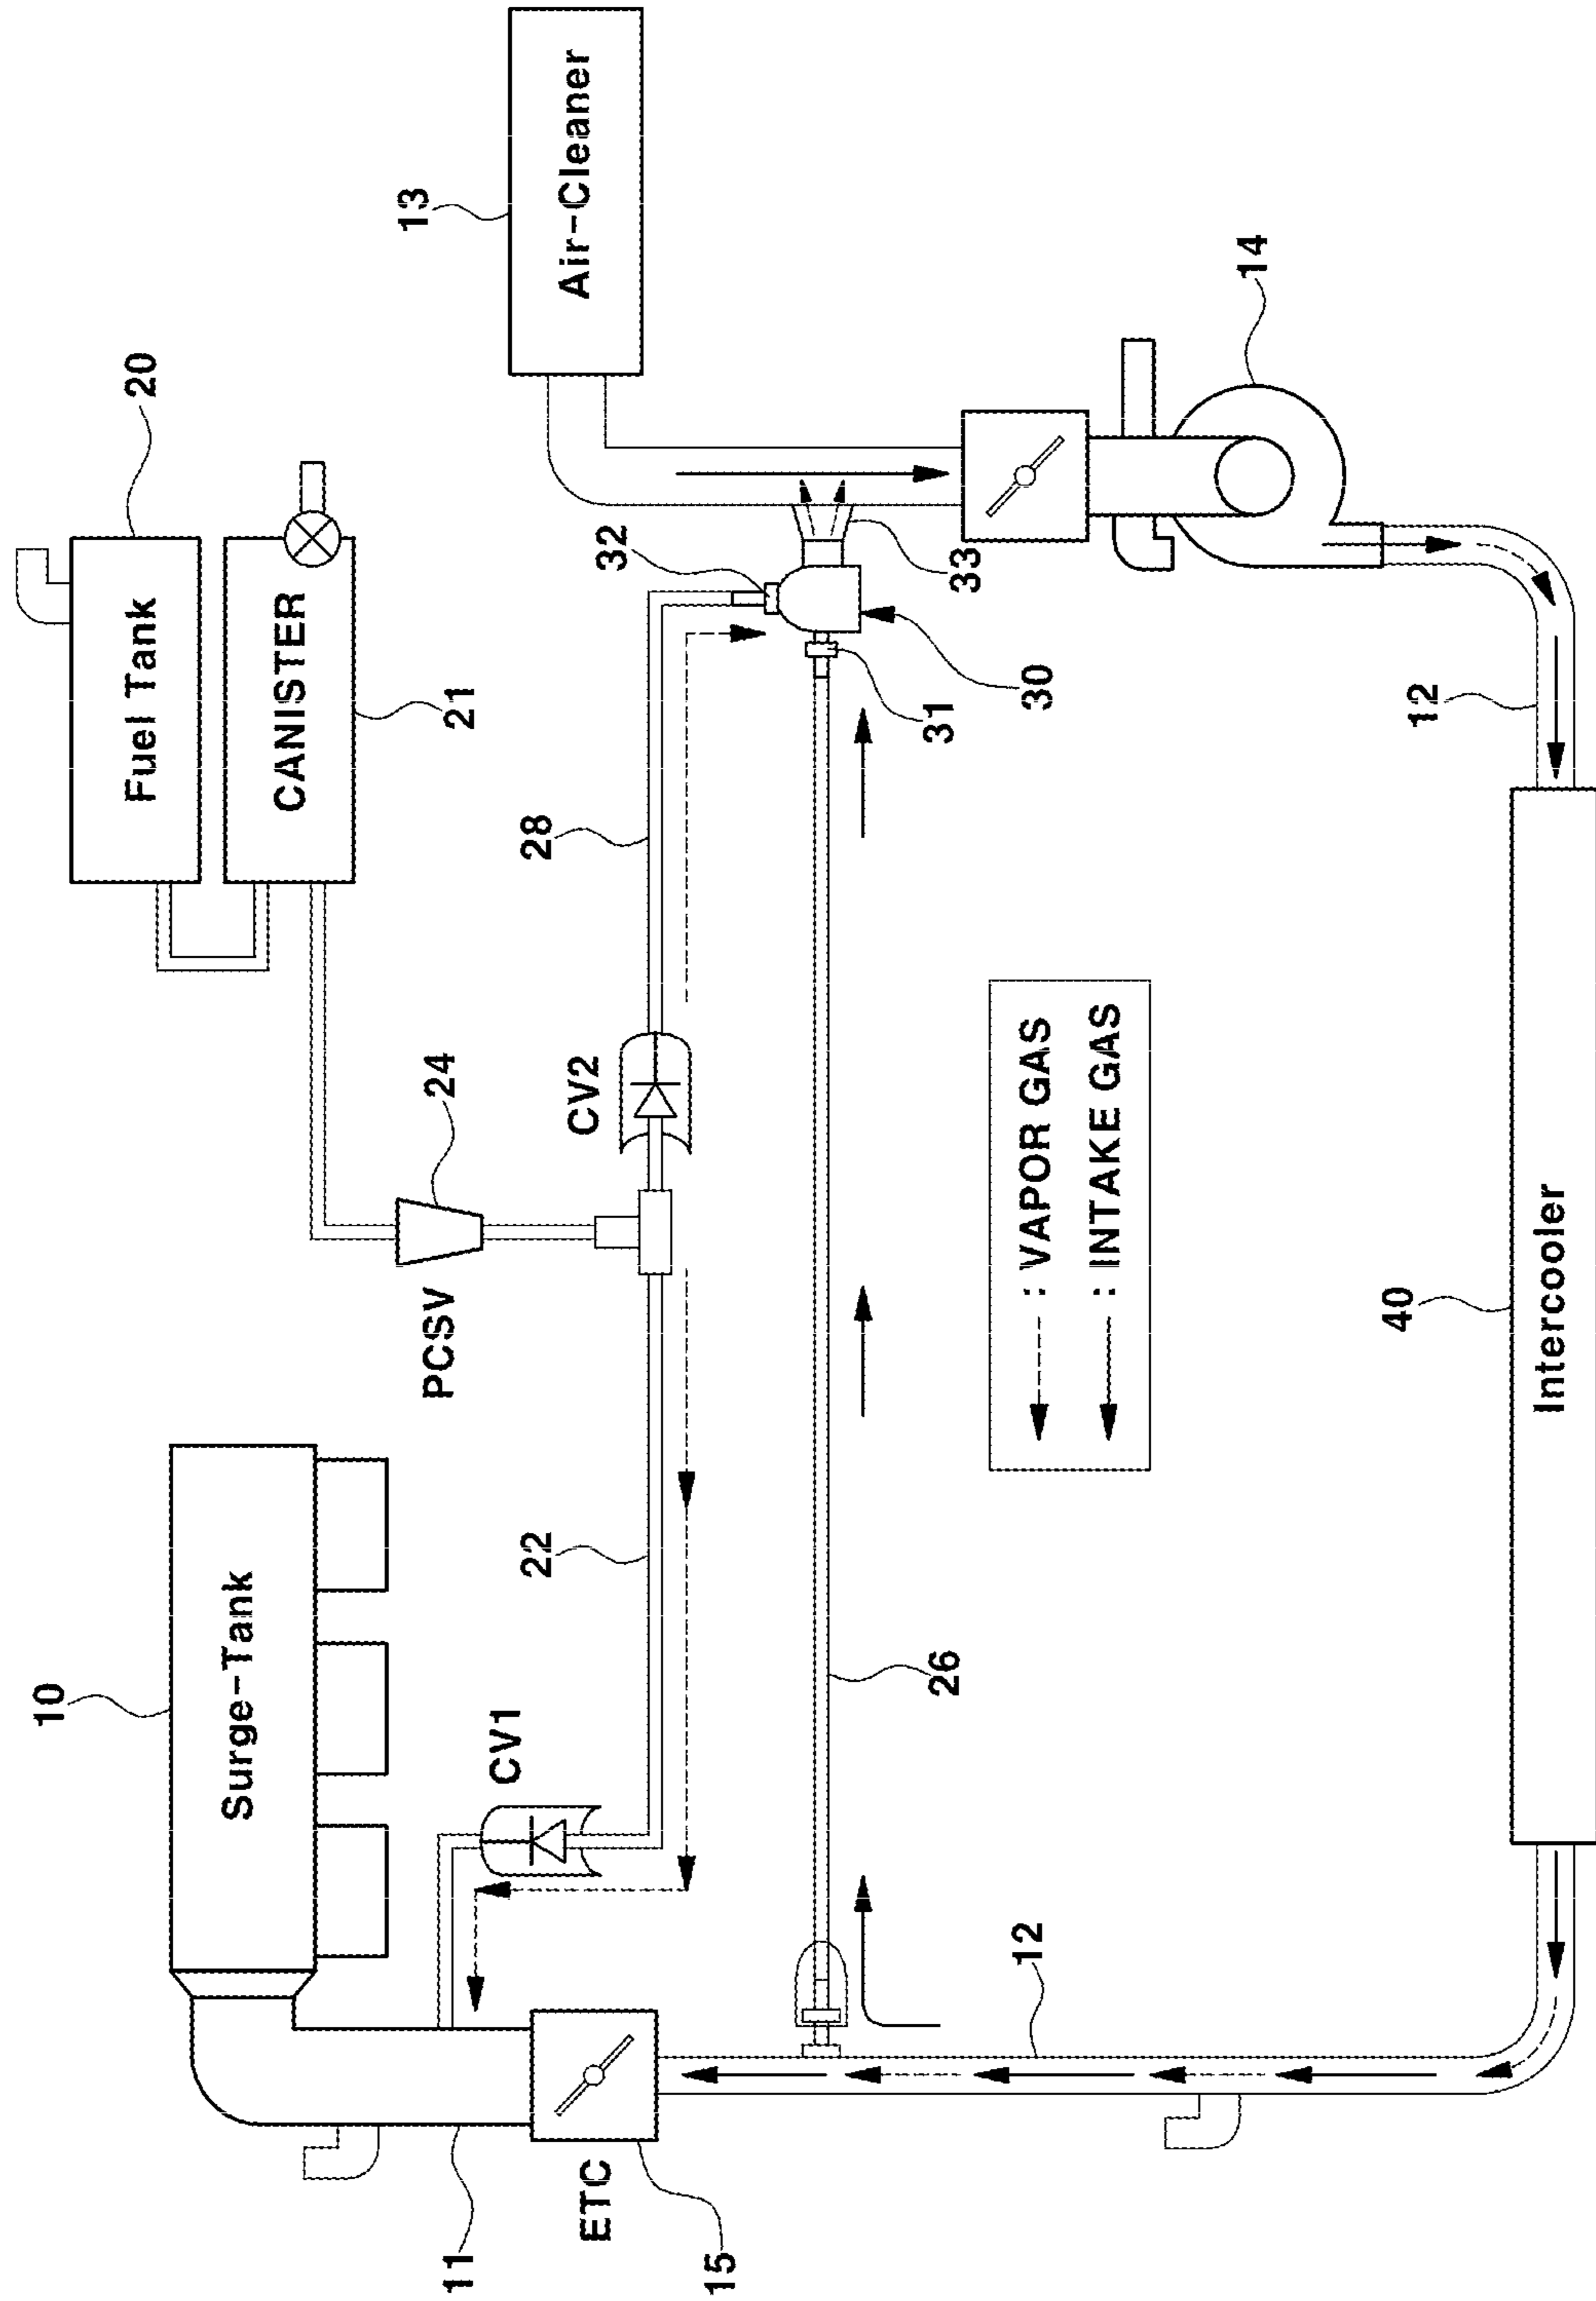 10
Fuel Tank
20
Surge-Tank
CANISTER
13
11
PCSV
24
21
CV1
22
28
Air-Cleaner
ETC
CV2
32
15
26
31
33
12
30
: VAPOR GAS
: INTAKE GAS
14
40
12
Intercooler